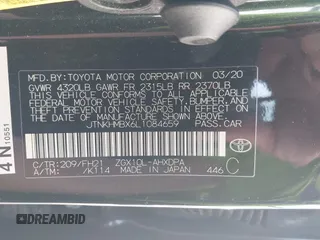 MFD. BY: TOYOTA MOTOR CORPORATION 03/20
GVWR 4320LB GAWR FR 2315LB RR 2370LB
THIS VEHICLE CONFORMS TO ALL APPLICABLE FEDERAL MOTOR VEHICLE SAFETY, BUMPER, AND THEFT PREVENTION STANDARDS IN EFFECT ON THE DATE OF MANUFACTURE SHOWN ABOVE.
JTNKHMBX6L1084659 PASS.CAR
C/TR:209/FH21 ZGX10L-AHXDPA
A/TM: /K114 446 C
MADE IN JAPAN
4N 10551